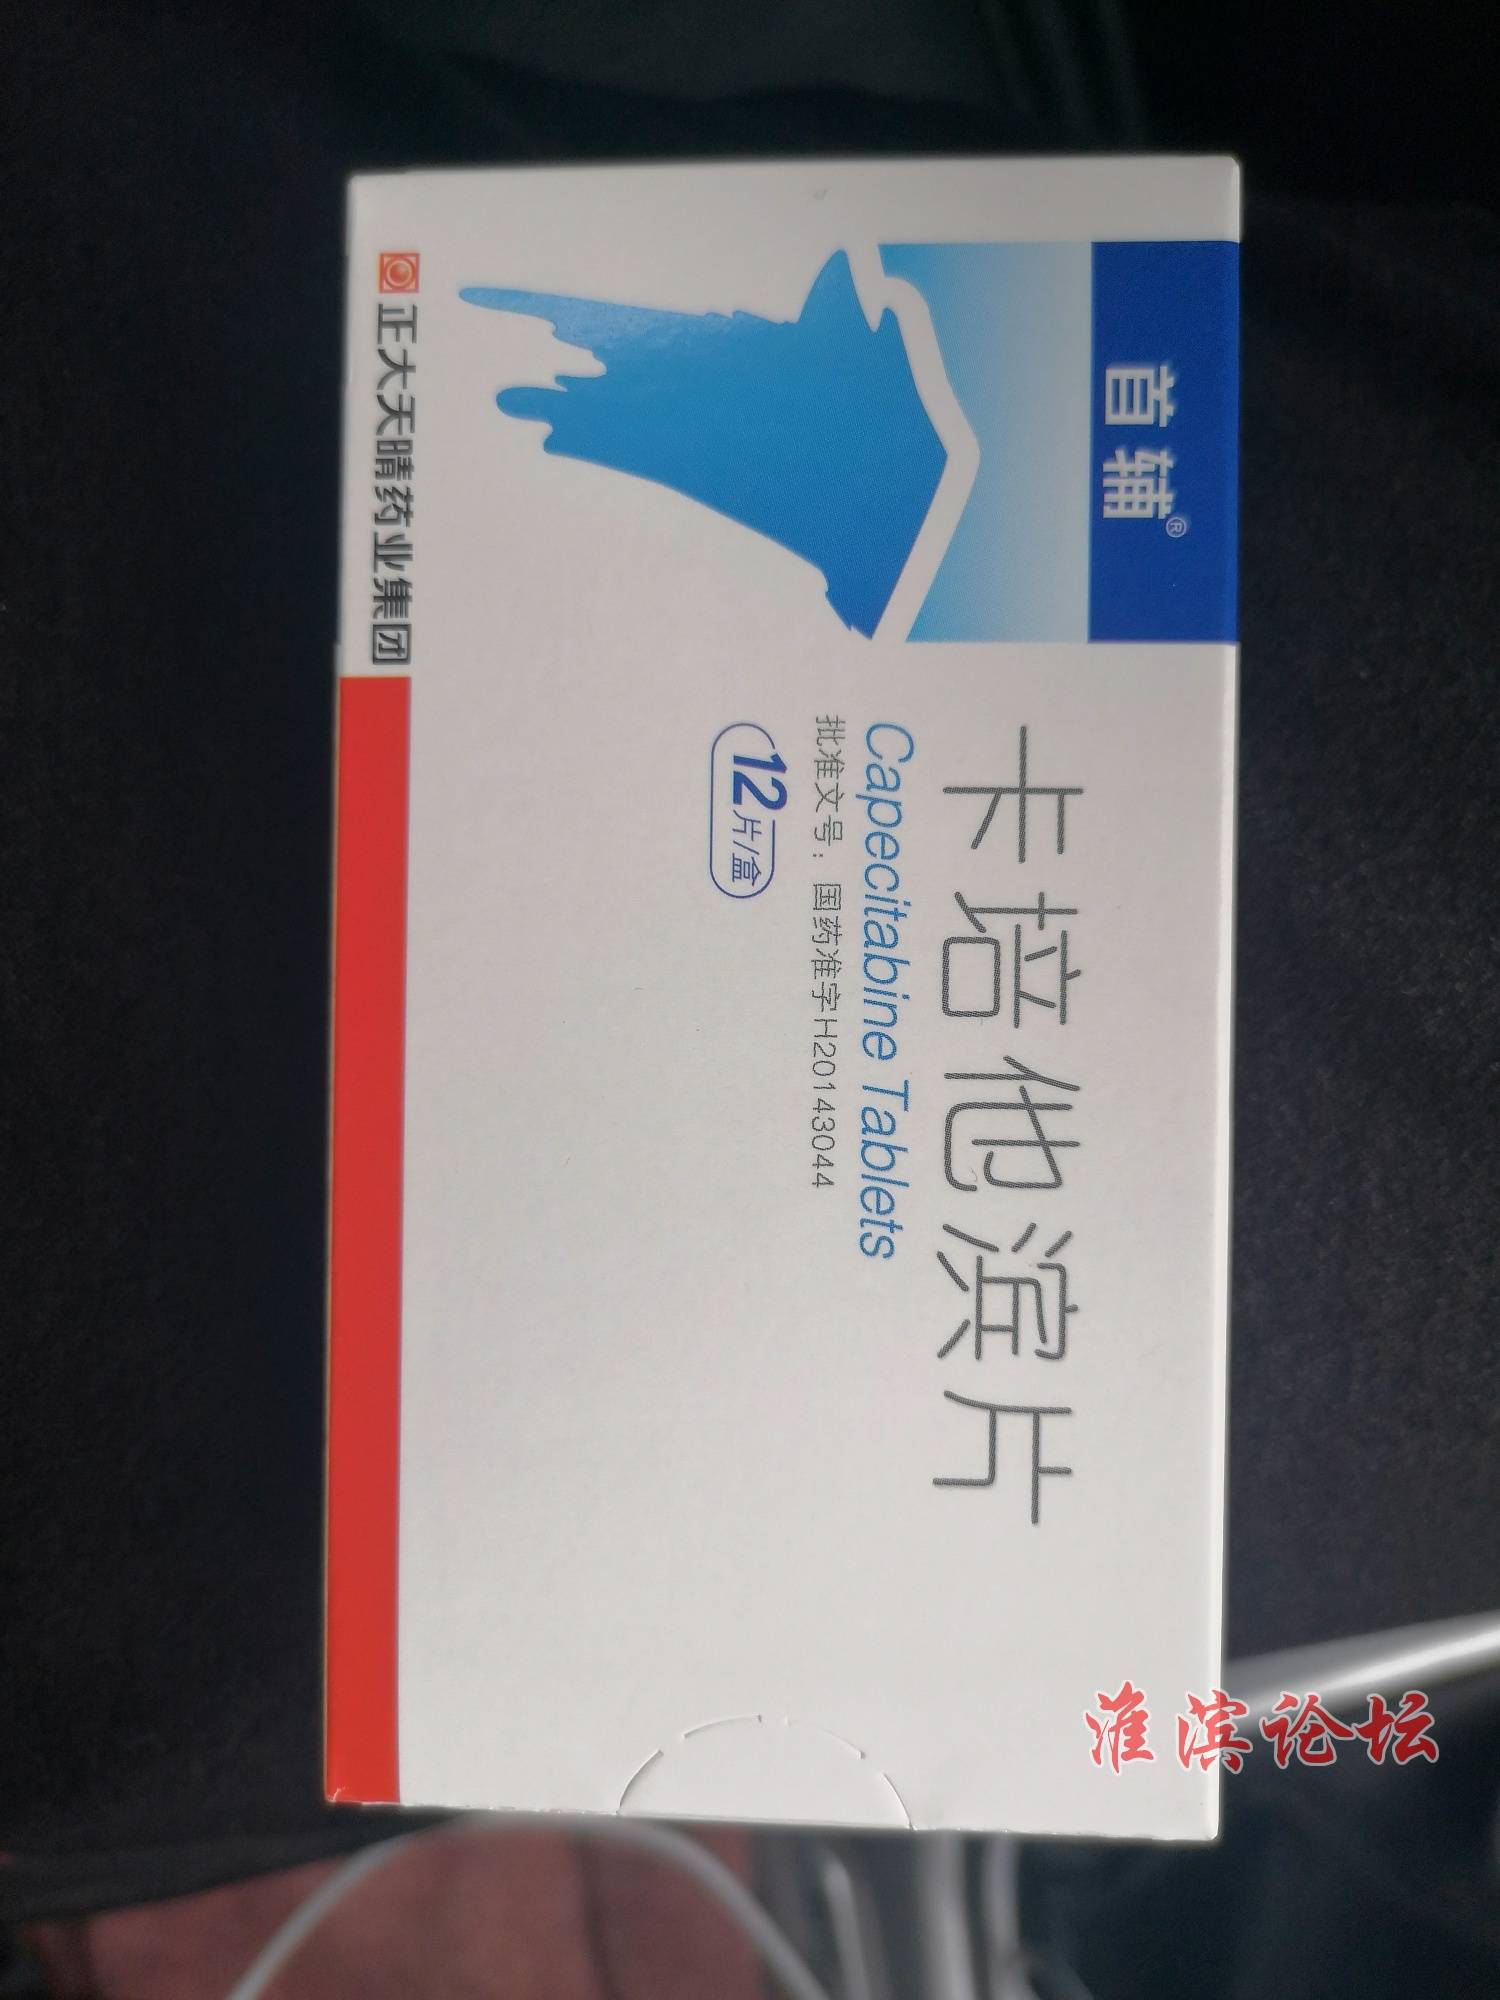 首辅®
卡培他滨片
Capecitabine Tablets
批准文号：国药准字H20143044
12片/盒
正大天晴药业集团
淮滨论坛